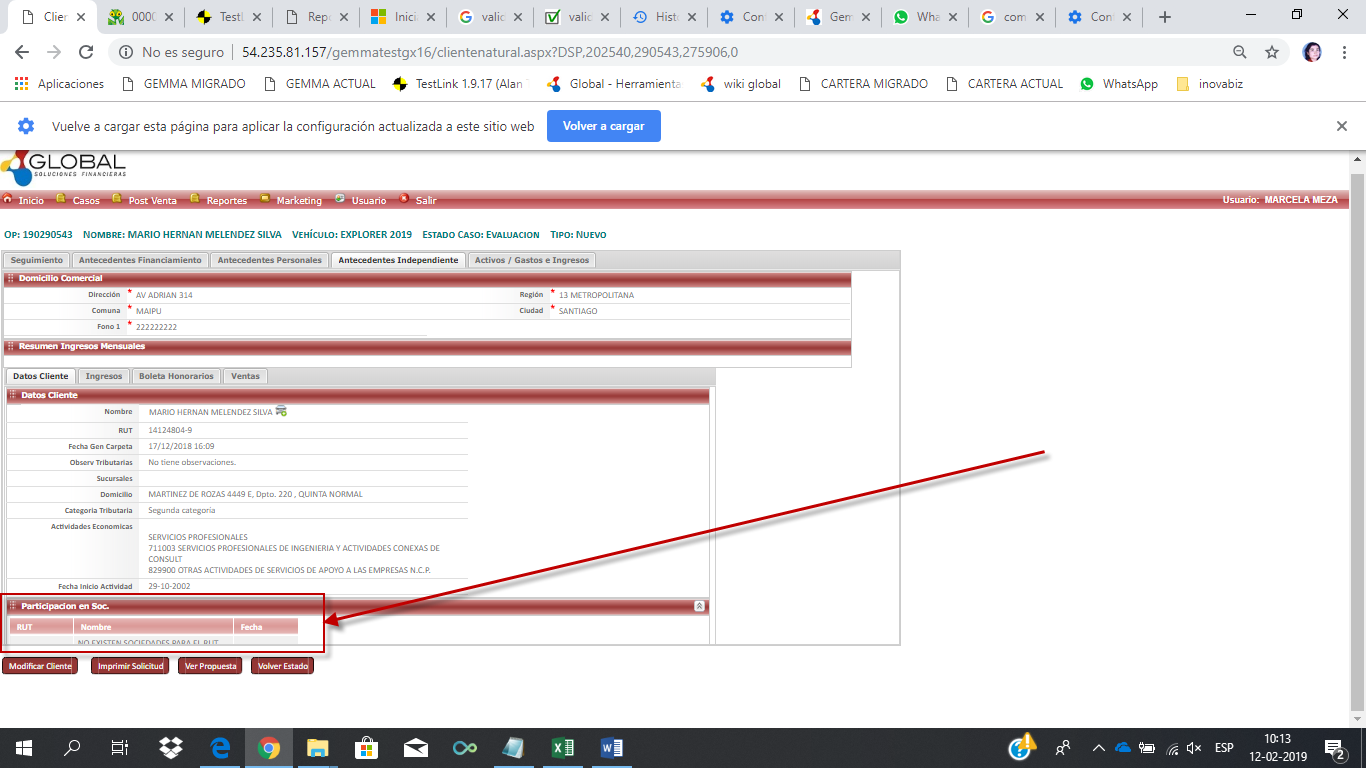 Clier
0000
TestL
Repo
Inicia
valid
valid
Histo
Cont
Gem
Wha
com
Cont
No es seguro | 54.235.81.157/gemmatestgx16/clientenatural.aspx?DSP,202540,290543,275906,0
Aplicaciones GEMMA MIGRADO GEMMA ACTUAL TestLink 1.9.17 (Alan Global - Herramienta wiki global CARTERA MIGRADO CARTERA ACTUAL WhatsApp inovabiz
Vuelve a cargar esta página para aplicar la configuración actualizada a este sitio web Volver a cargar
GLOBAL
SOLUCIONES FINANCIERAS
Inicio Casos Post Venta Reportes Marketing Usuario Salir Usuario: MARCELA MEZA
OP: 190290543 NOMBRE: MARIO HERNAN MELENDEZ SILVA VEHÍCULO: EXPLORER 2019 ESTADO CASO: EVALUACION TIPO: NUEVO
Seguimiento Antecedentes Financiamiento Antecedentes Personales Antecedentes Independiente Activos / Gastos e Ingresos
Domicilio Comercial
Dirección * AV ADRIAN 314 Región * 13 METROPOLITANA
Comuna * MAIPU Ciudad * SANTIAGO
Fono 1 * 222222222
Resumen Ingresos Mensuales
Datos Cliente Ingresos Boleta Honorarios Ventas
Datos Cliente
Nombre MARIO HERNAN MELENDEZ SILVA
RUT 14124804-9
Fecha Gen Carpeta 17/12/2018 16:09
Observ Tributarias No tiene observaciones.
Sucursales
Domicilio MARTINEZ DE ROZAS 4449 E, Dpto. 220 , QUINTA NORMAL
Categoria Tributaria Segunda categoría
Actividades Economicas
SERVICIOS PROFESIONALES
711003 SERVICIOS PROFESIONALES DE INGENIERIA Y ACTIVIDADES CONEXAS DE
CONSULT
829900 OTRAS ACTIVIDADES DE SERVICIOS DE APOYO A LAS EMPRESAS N.C.P.
Fecha Inicio Actividad 29-10-2002
Participacion en Soc.
RUT Nombre Fecha
NO EXISTEN SOCIEDADES PARA EL RUT
Modificar Cliente Imprimir Solicitud Ver Propuesta Volver Estado
ESP
10:13
12-02-2019
2